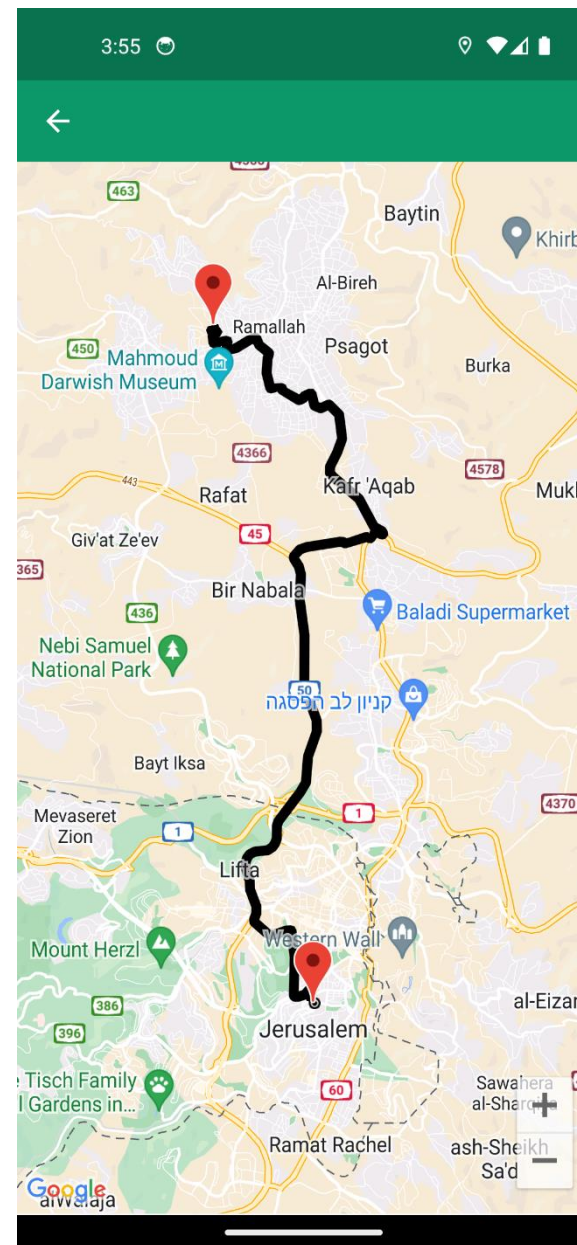 3:55
463
Baytin
Khirb
Al-Bireh
Ramallah
450
Mahmoud
Darwish Museum
Psagot
Burka
4366
4578
443
Rafat
Kafr 'Aqab
Mukl
45
Giv'at Ze'ev
365
Bir Nabala
436
Baladi Supermarket
Nebi Samuel
National Park
50
קניון לב הפסגה
Bayt Iksa
4370
Mevaseret
Zion
1
1
Lifta
Western Wall
Mount Herzl
386
al-Eizar
396
Jerusalem
Tisch Family
l Gardens in...
60
Sawahera
Ramat Rachel
ash-Sheikh
Sa'd
Google
alWalaja